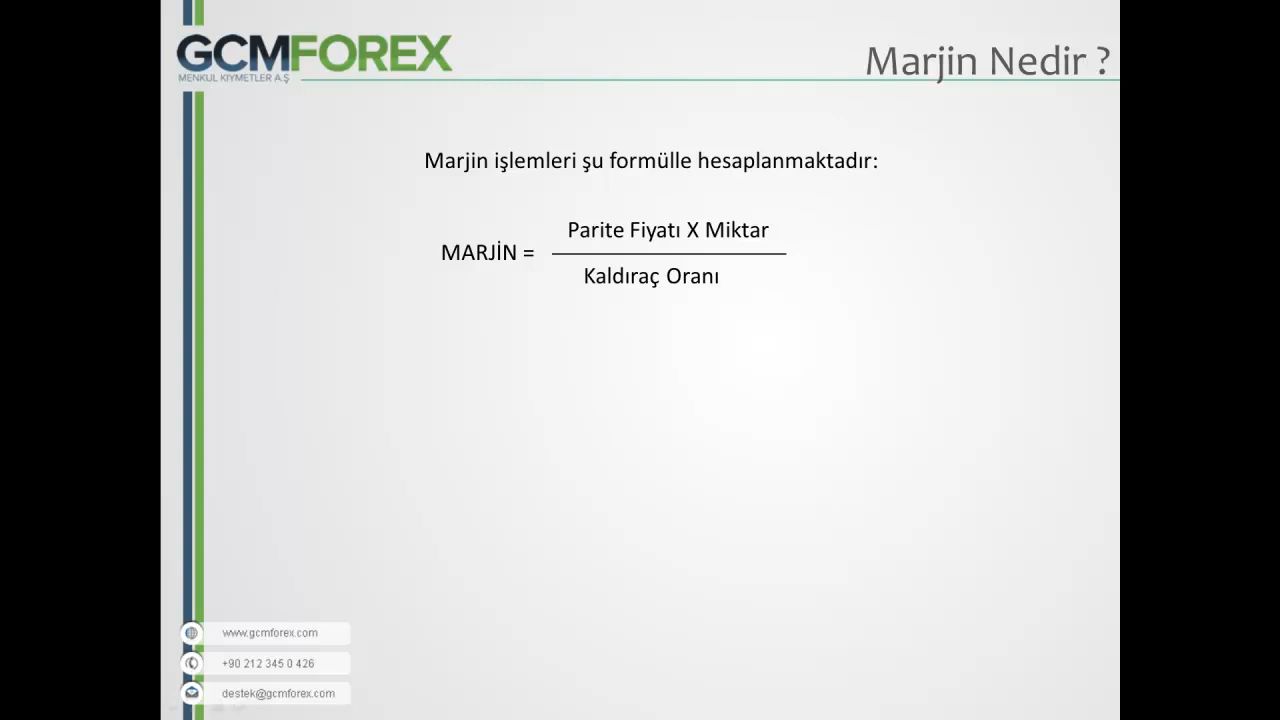 GCMFOREX
MENKUL KIYMETLER A.Ş
Marjin Nedir ?
Marjin işlemleri şu formülle hesaplanmaktadır:
Parite Fiyatı X Miktar
MARJİN =
Kaldıraç Oranı
www.gcmforex.com
+90 212 345 0 426
destek@gcmforex.com